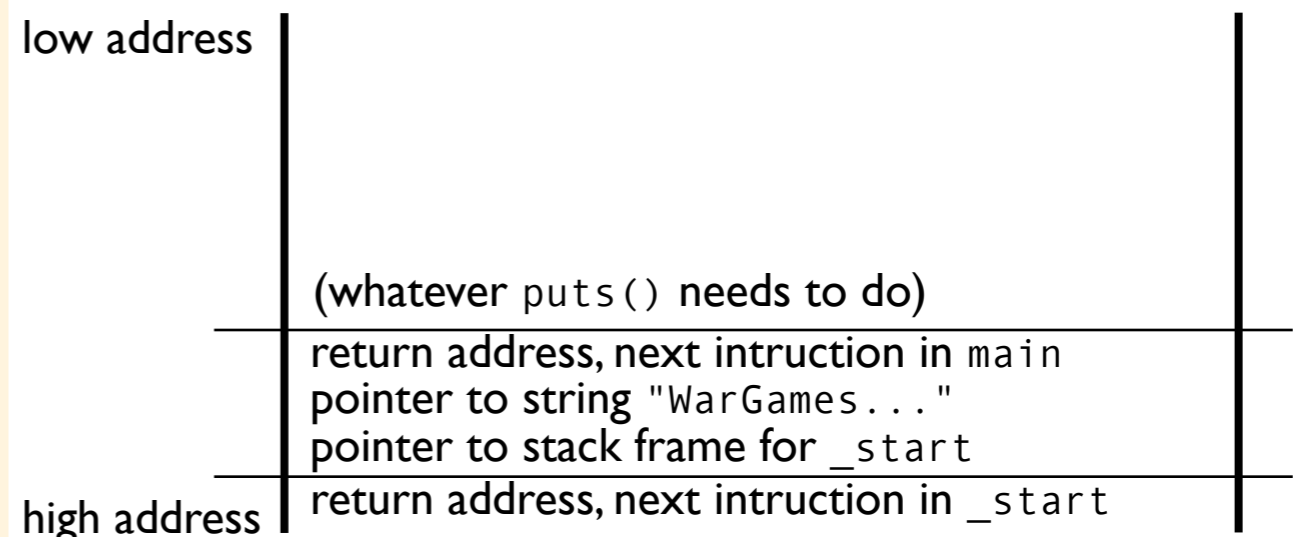 low address
(whatever puts() needs to do)
return address, next intruction in main
pointer to string "WarGames..."
pointer to stack frame for _start
return address, next intruction in _start
high address